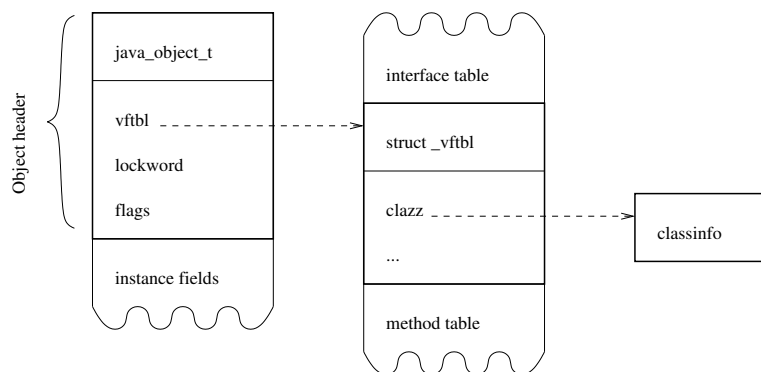 Object header
java_object_t
vftbl
lockword
flags
instance fields
interface table
struct _vftbl
clazz
...
method table
classinfo